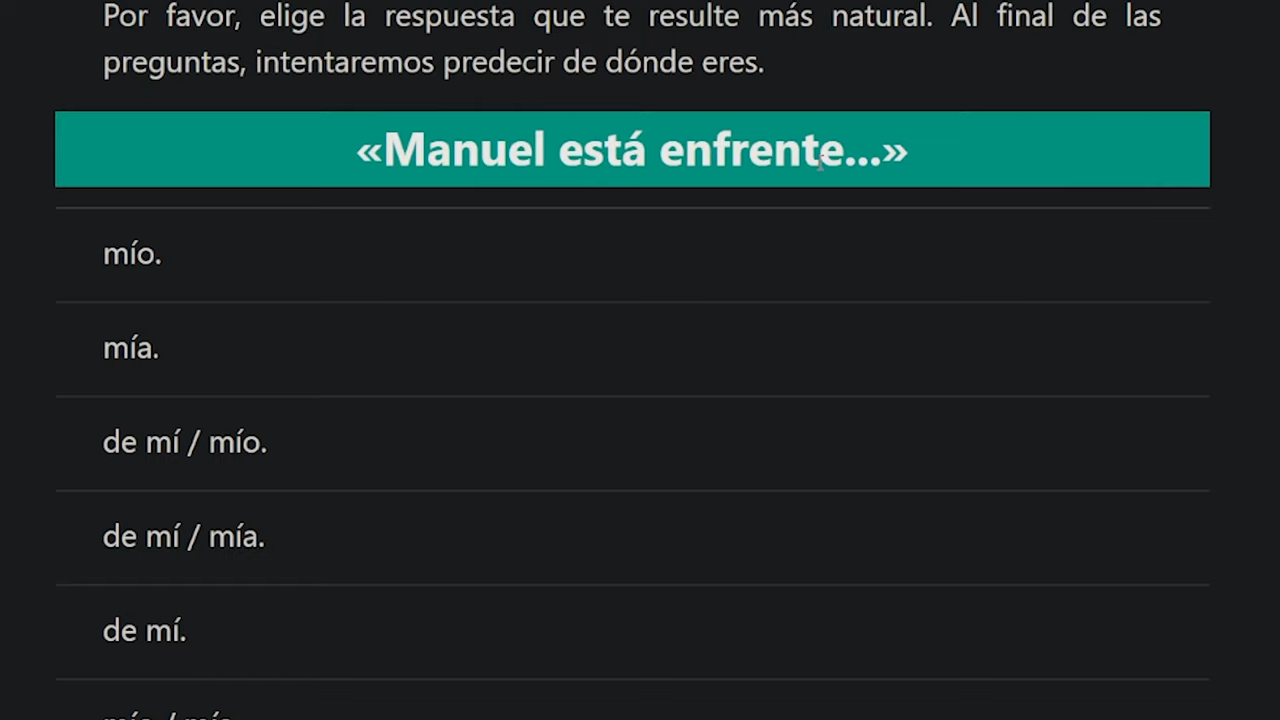 Por favor, elige la respuesta que te resulte más natural. Al final de las
preguntas, intentaremos predecir de dónde eres.
«Manuel está enfrente...»
mío.
mía.
de mí / mío.
de mí / mía.
de mí.